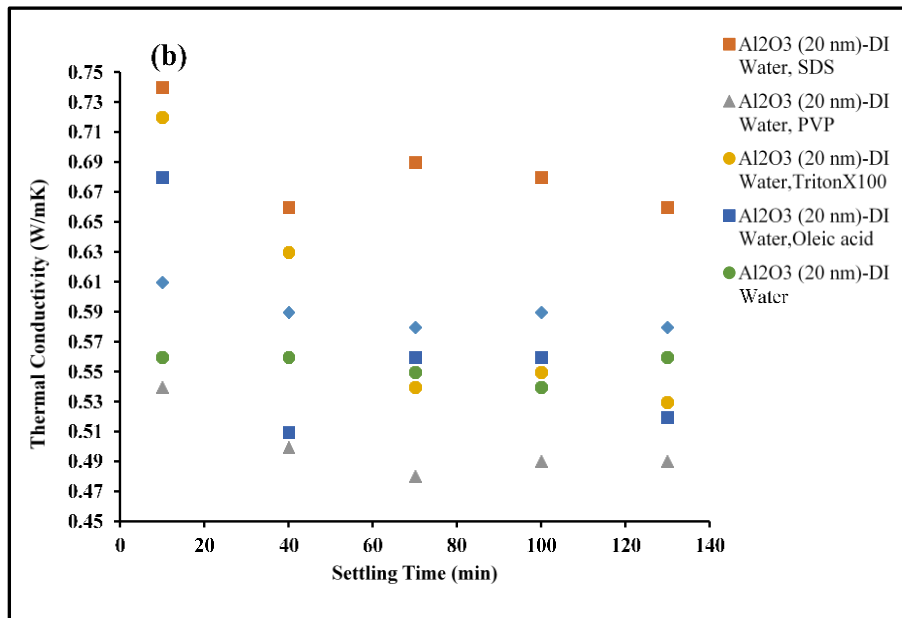 (b)
Thermal Conductivity (W/mK)
0.75
0.73
0.71
0.69
0.67
0.65
0.63
0.61
0.59
0.57
0.55
0.53
0.51
0.49
0.47
0.45
0
20
40
60
80
100
120
140
Settling Time (min)
Al2O3 (20 nm)-DI
Water, SDS
Al2O3 (20 nm)-DI
Water, PVP
Al2O3 (20 nm)-DI
Water,TritonX100
Al2O3 (20 nm)-DI
Water,Oleic acid
Al2O3 (20 nm)-DI
Water